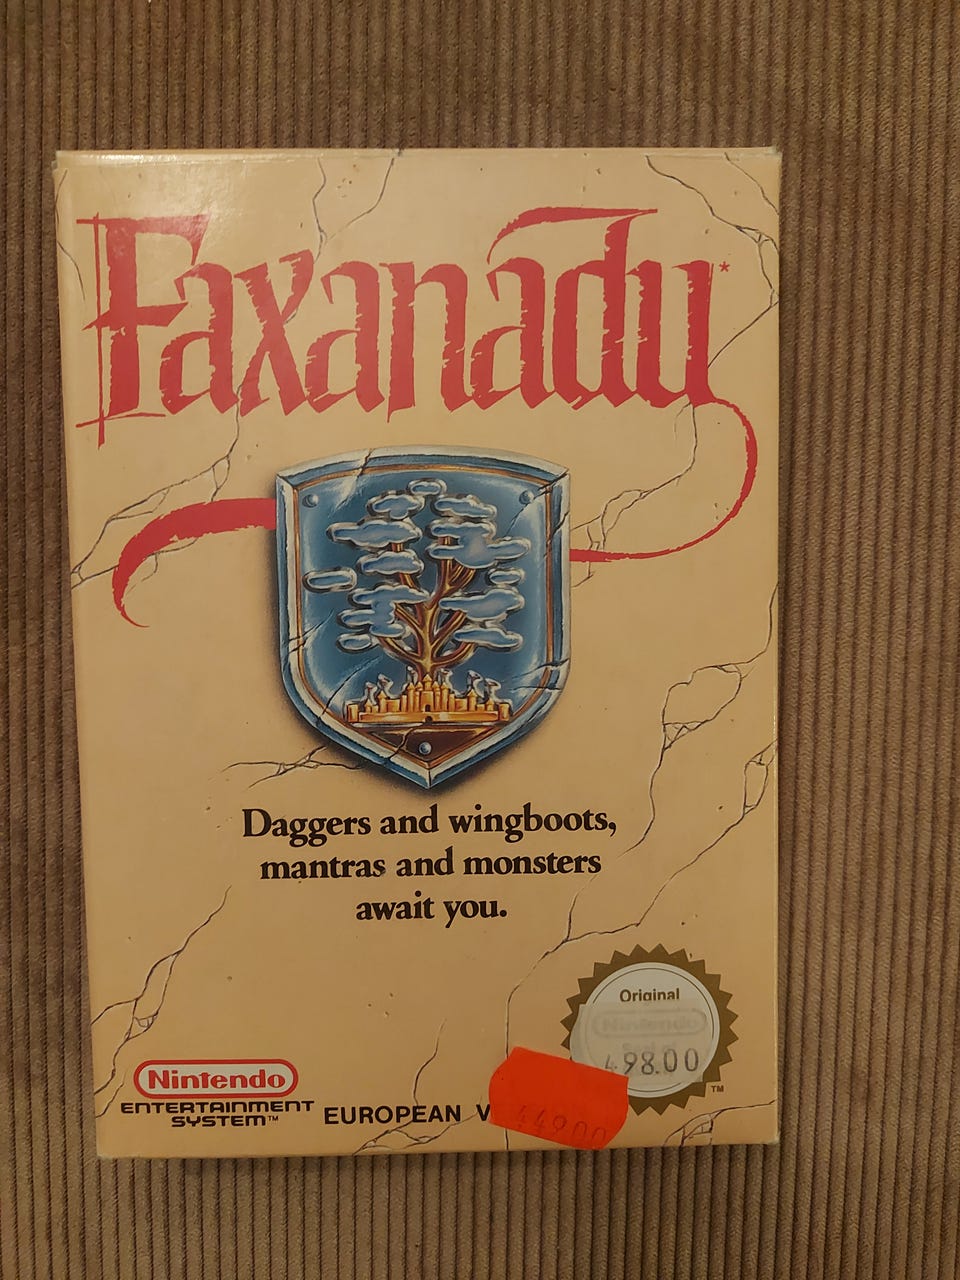 Faxanadu*
Daggers and wingboots,
mantras and monsters
await you.
Original
Nintendo
498.00
TM
Nintendo
ENTERTAINMENT
SYSTEM™
EUROPEAN V
449.00